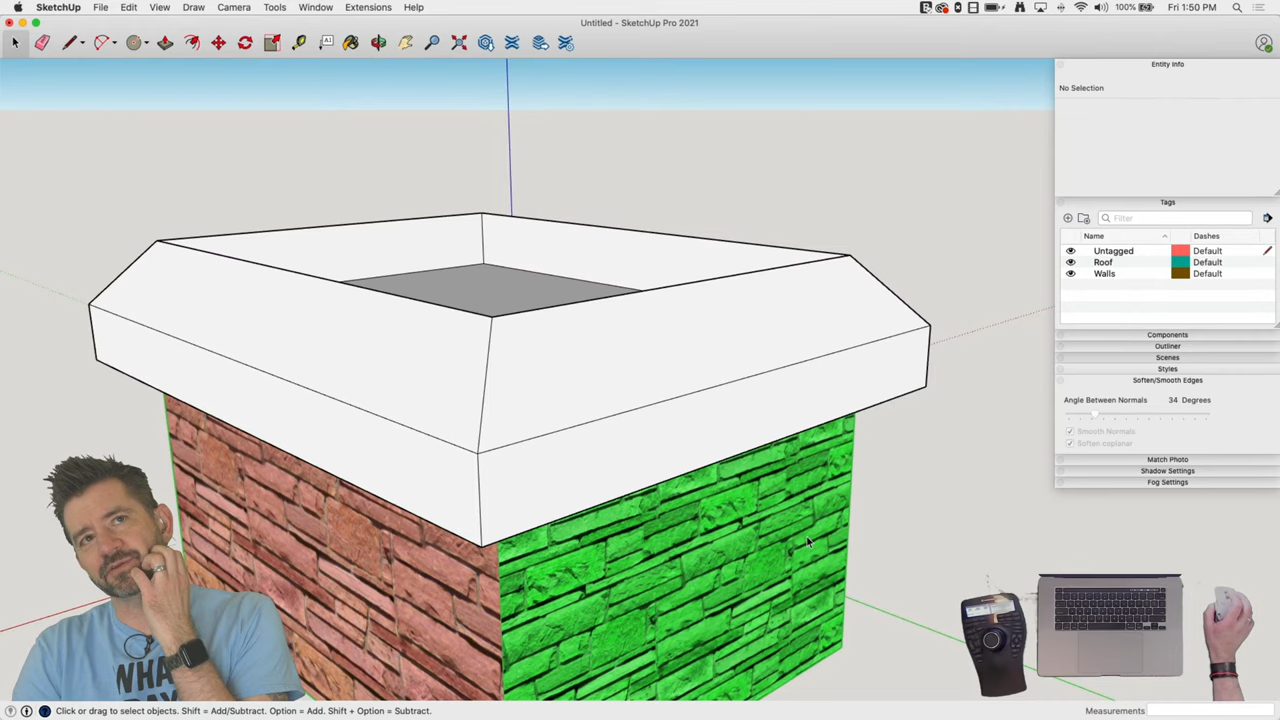 SketchUp File Edit View Draw Camera Tools Window Extensions Help 100% Fri 1:50 PM
Untitled - SketchUp Pro 2021
Entity Info
No Selection
Tags
Filter
Name Dashes
Untagged Default
Roof Default
Walls Default
Components
Outliner
Scenes
Styles
Soften/Smooth Edges
Angle Between Normals 34 Degrees
Smooth Normals
Soften coplanar
Match Photo
Shadow Settings
Fog Settings
WHA
DAY
Click or drag to select objects. Shift = Add/Subtract. Option = Add. Shift + Option = Subtract.
Measurements